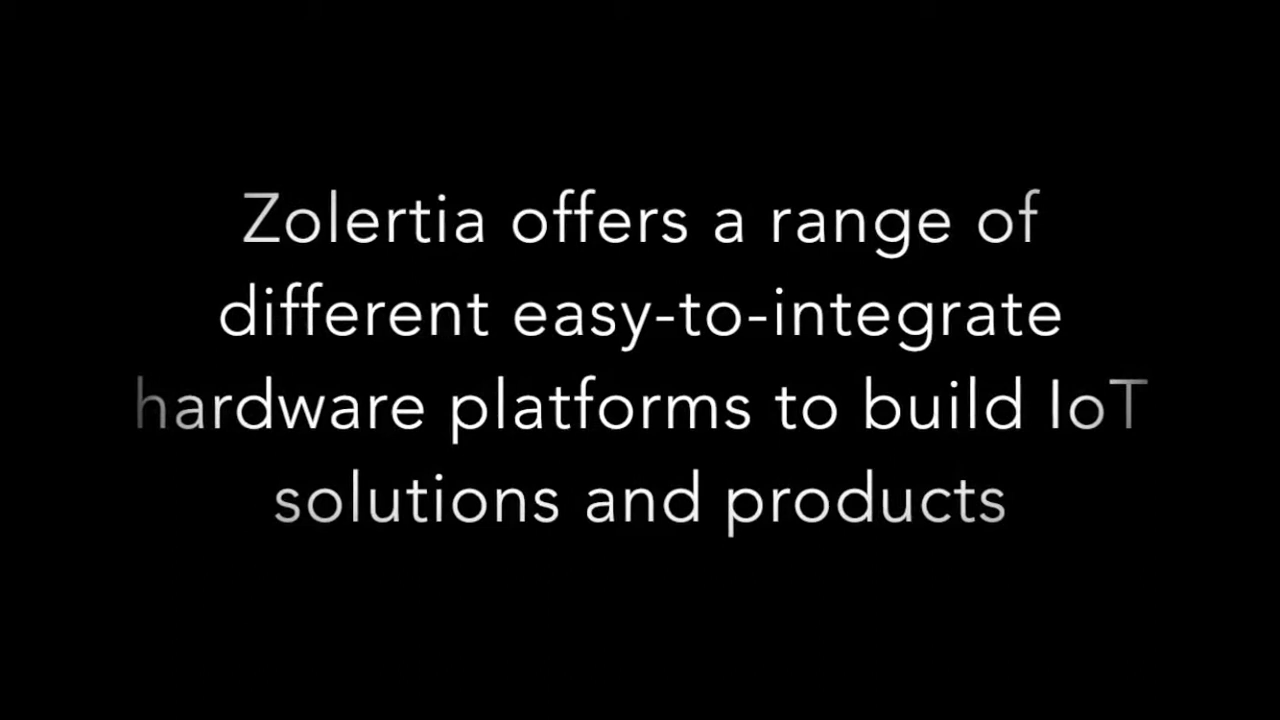 Zolertia offers a range of
different easy-to-integrate
hardware platforms to build IoT
solutions and products